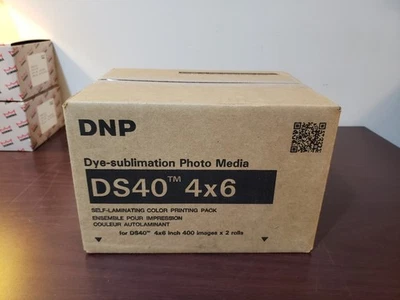 DNP
Dye-sublimation Photo Media
DS40™ 4x6
SELF-LAMINATING COLOR PRINTING PACK
ENSEMBLE POUR IMPRESSION
COULEUR AUTOLAMINANT
for DS40™ 4x6 inch 400 images x 2 rolls